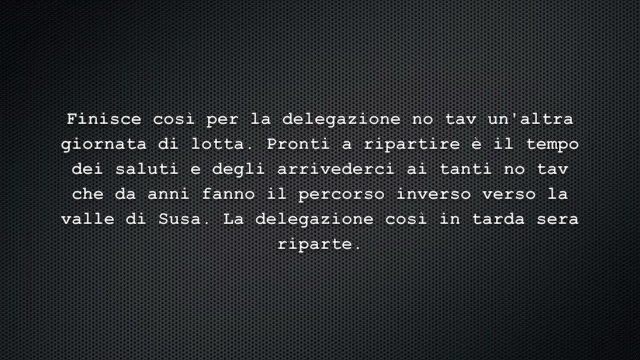 Finisce così per la delegazione no tav un'altra
giornata di lotta. Pronti a ripartire è il tempo
dei saluti e degli arrivederci ai tanti no tav
che da anni fanno il percorso inverso verso la
valle di Susa. La delegazione così in tarda sera
riparte.